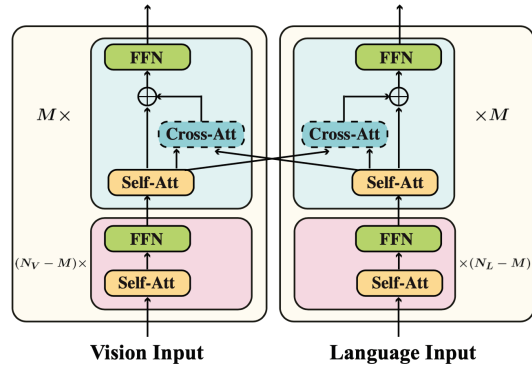 FFN
FFN
M×
×M
Cross-Att
Cross-Att
Self-Att
Self-Att
FFN
FFN
(N_V − M)×
×(N_L − M)
Self-Att
Self-Att
Vision Input
Language Input